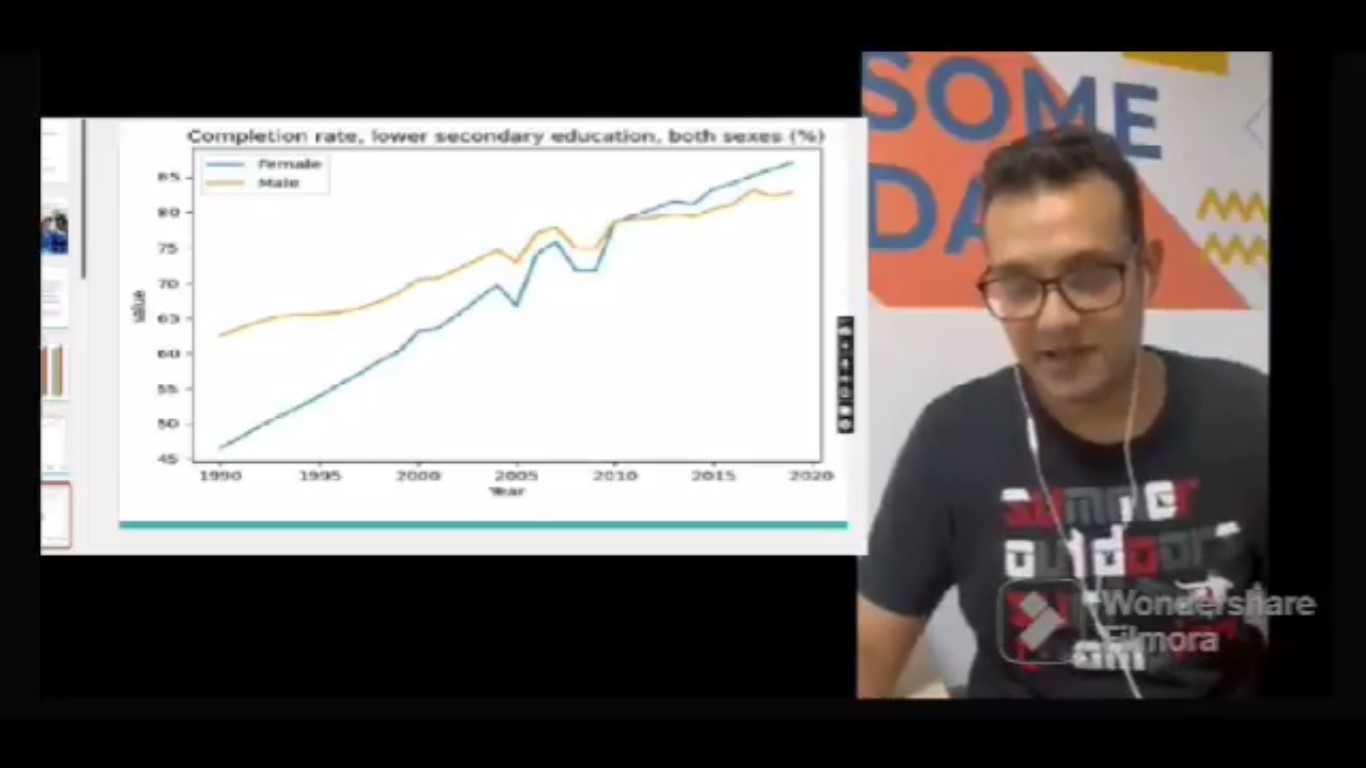 Completion rate, lower secondary education, both sexes (%)
Female
Male
85
80
75
70
65
60
55
50
45
value
1990 1995 2000 2005 2010 2015 2020
Year
SOME
DA
summer
outdoors
Wondershare
Filmora